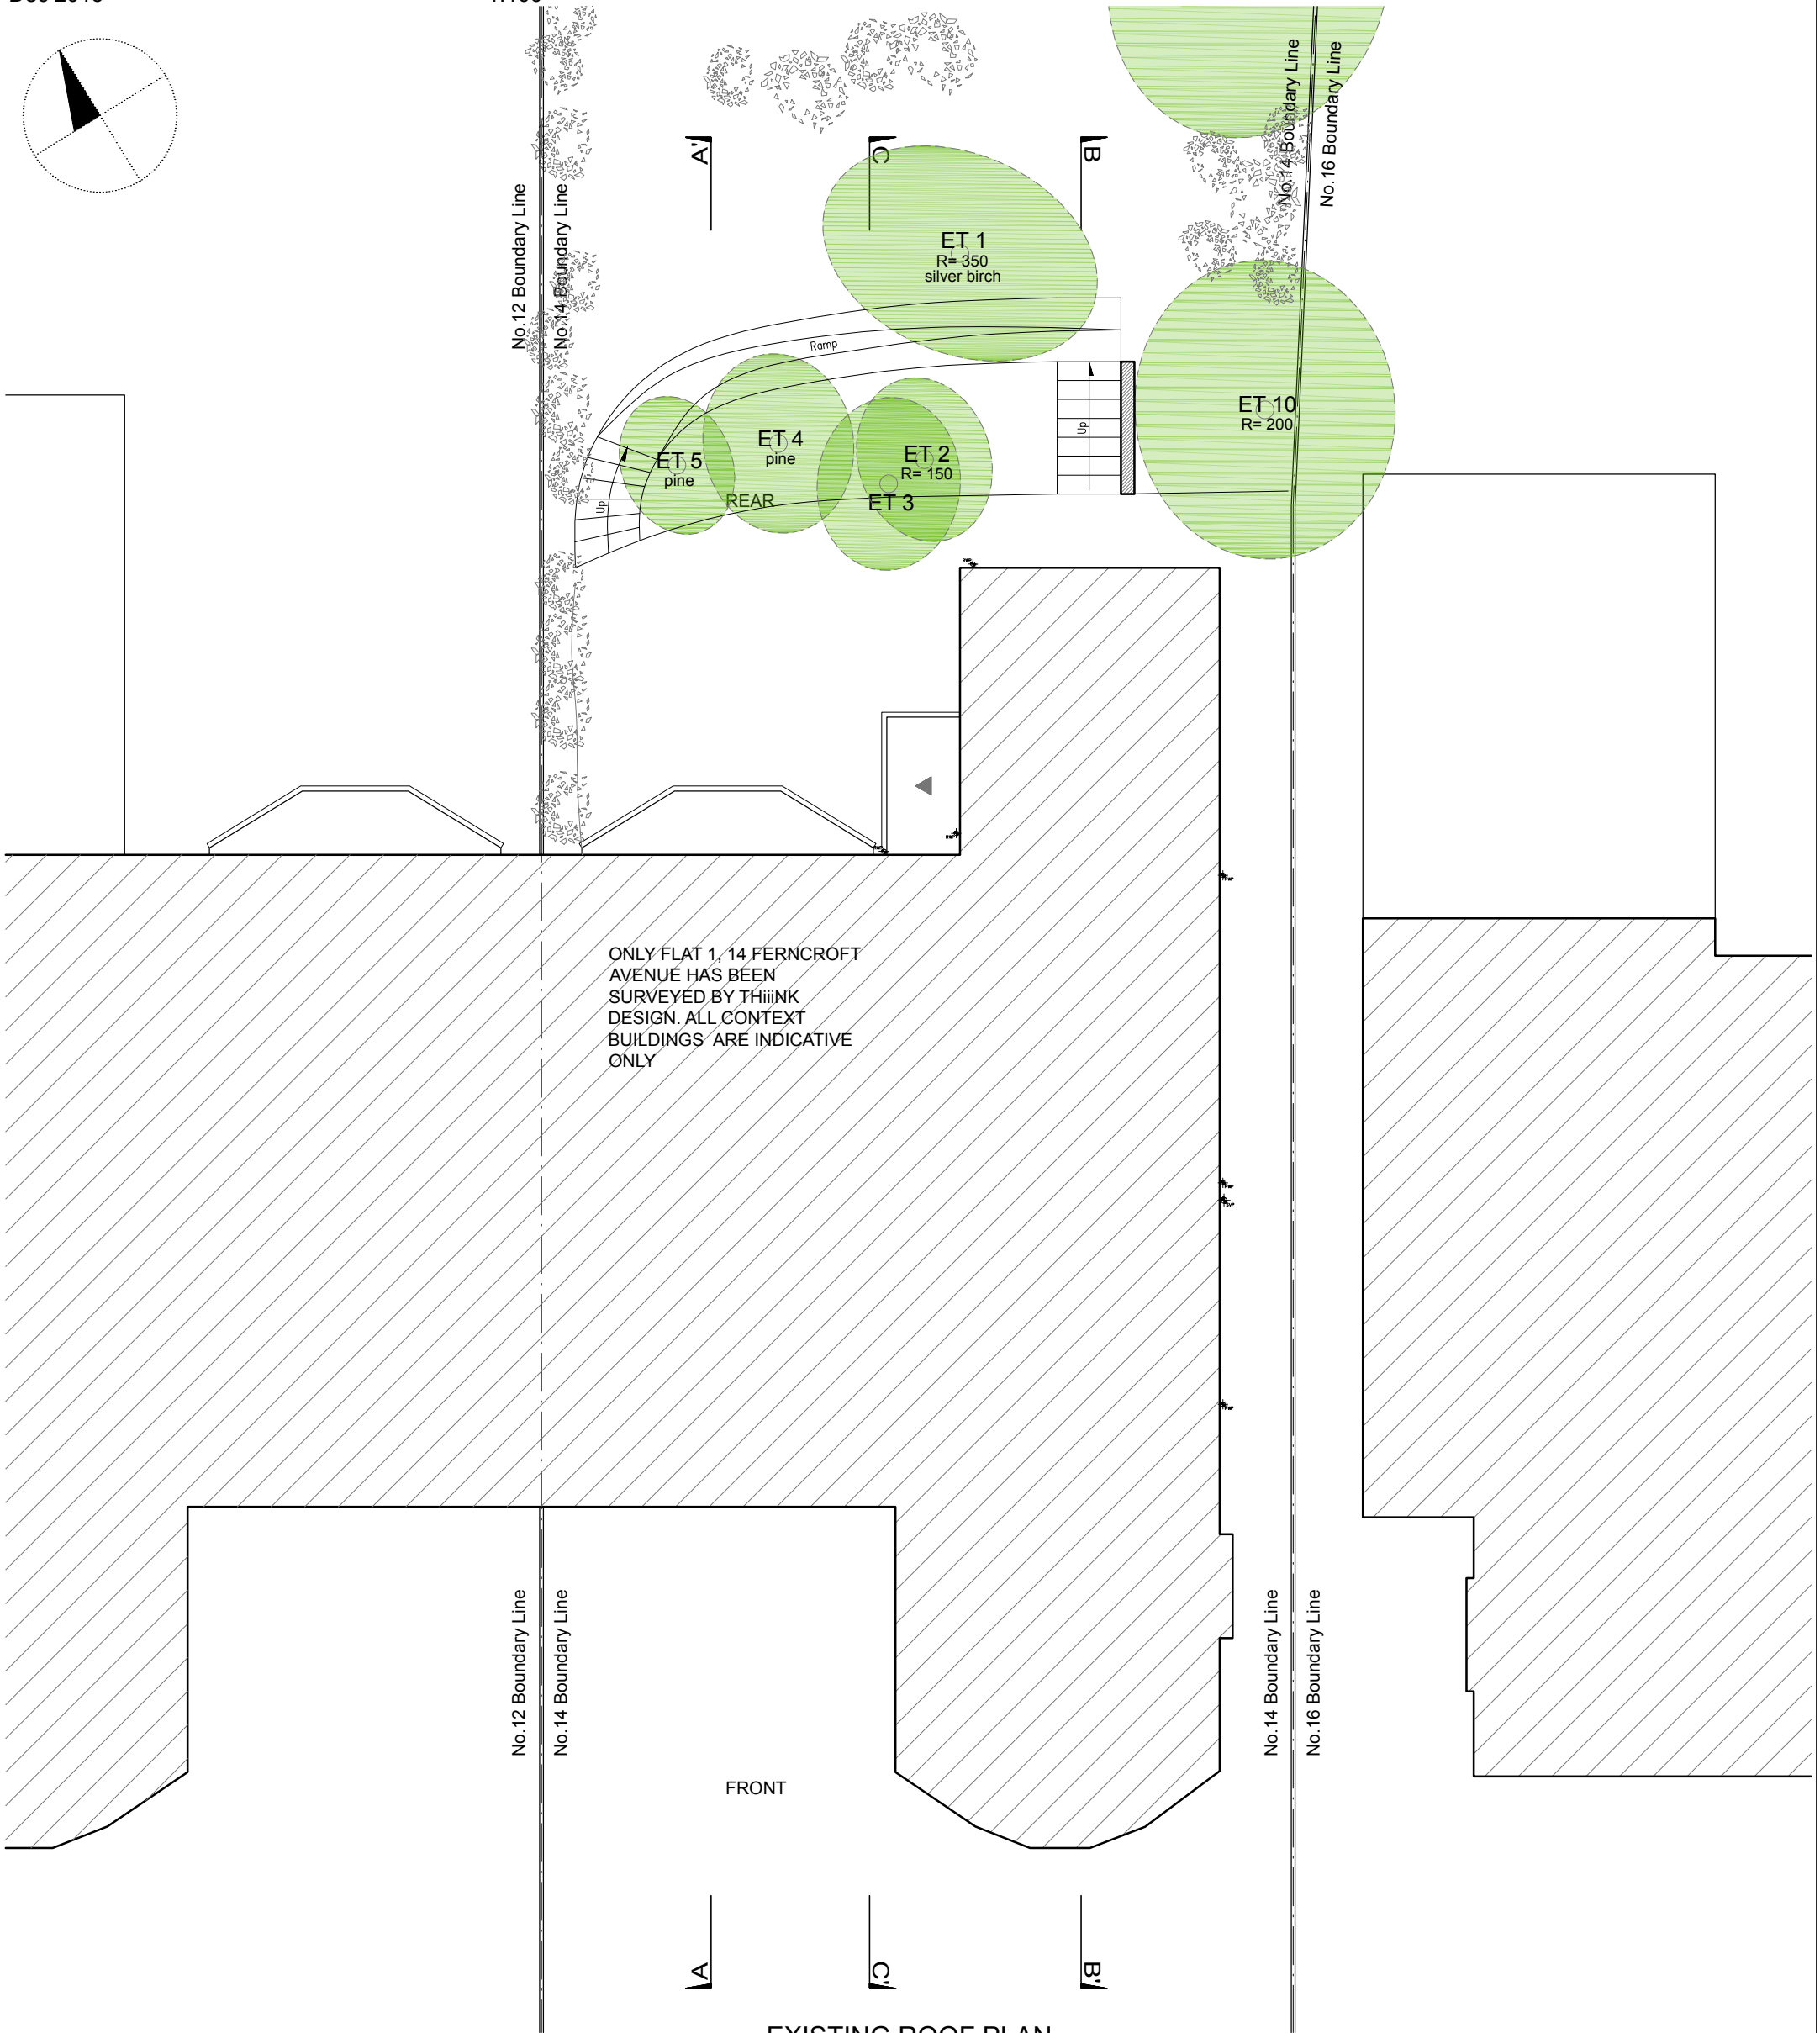 A'
C
B
No.14 Boundary Line
No.16 Boundary Line
No.12 Boundary Line
No.14 Boundary Line
ET 1
R= 350
silver birch
Ramp
ET 10
R= 200
Up
ET 4
pine
ET 5
pine
ET 2
R= 150
REAR
ET 3
Up
ONLY FLAT 1, 14 FERNCROFT
AVENUE HAS BEEN
SURVEYED BY THiiiNK
DESIGN. ALL CONTEXT
BUILDINGS ARE INDICATIVE
ONLY
No.12 Boundary Line
No.14 Boundary Line
No.14 Boundary Line
No.16 Boundary Line
FRONT
A
C'
B'
EXISTING ROOF PLAN